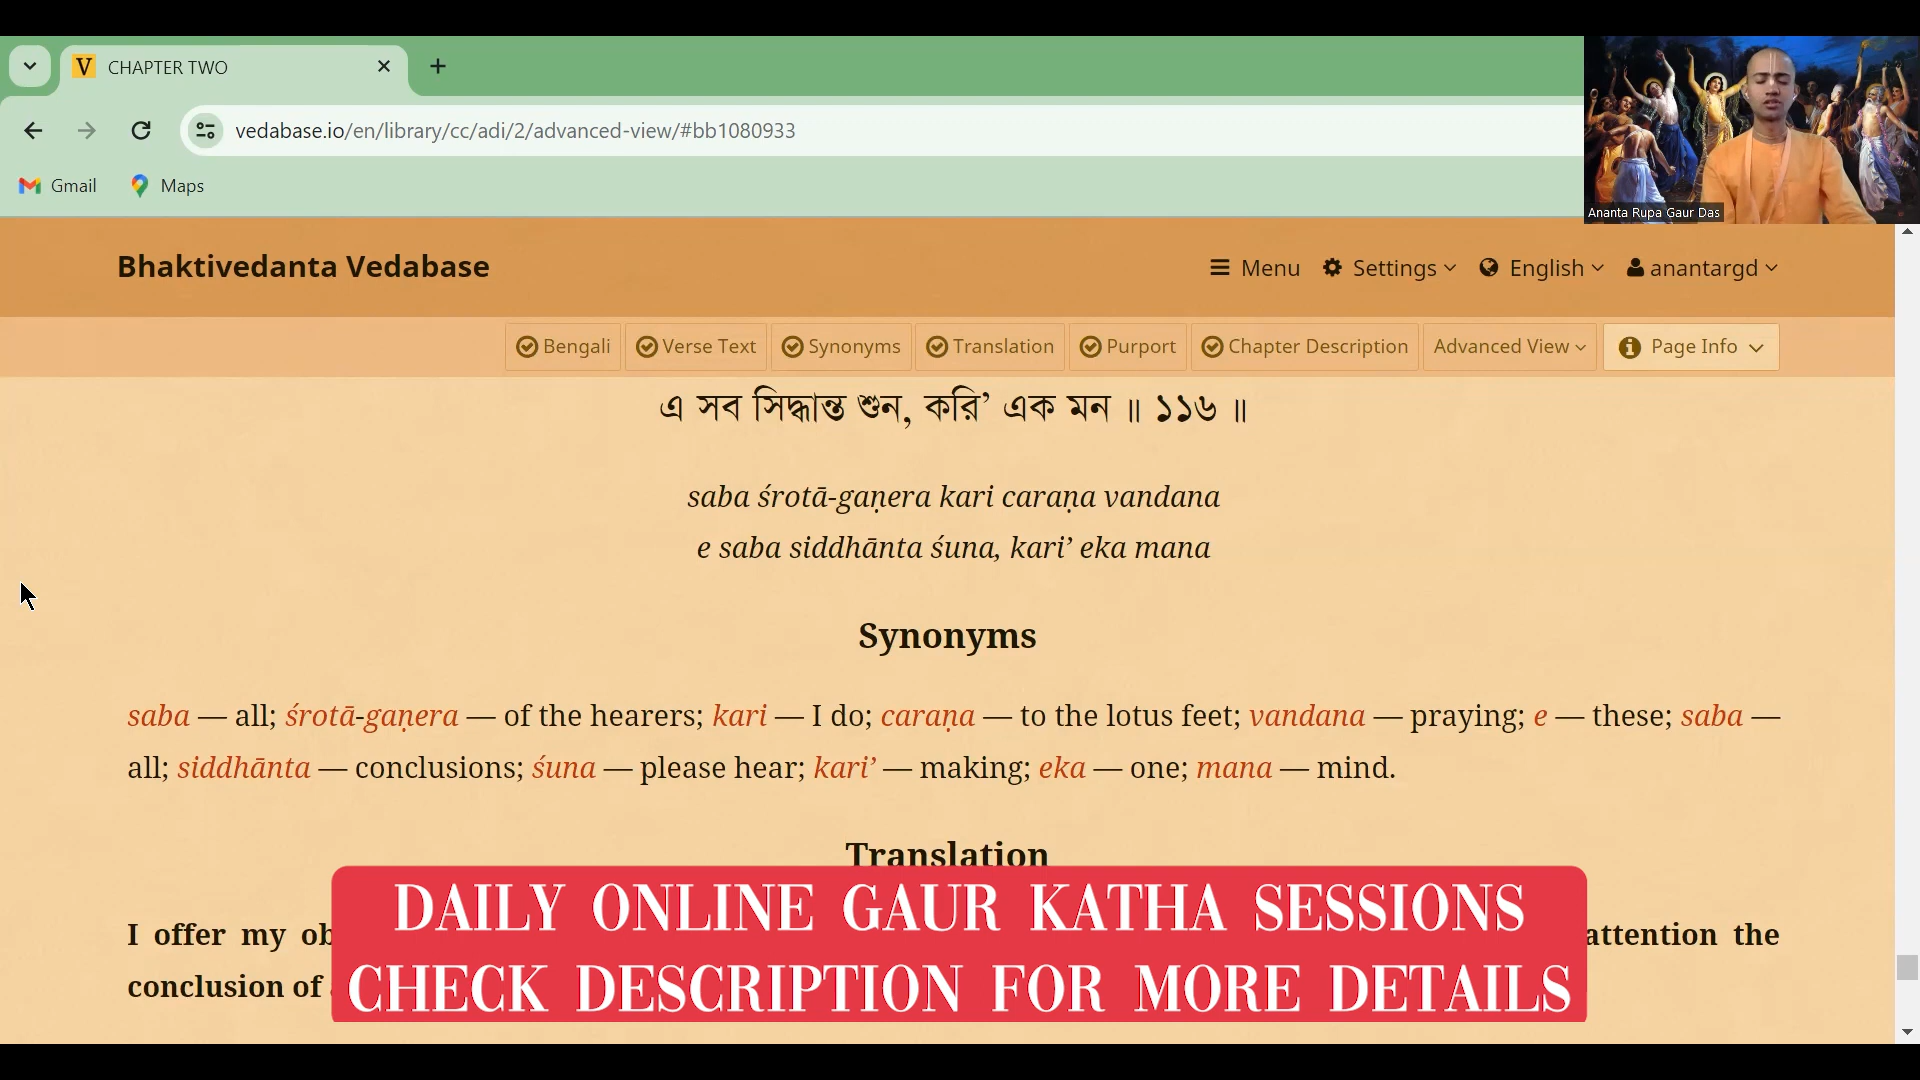 CHAPTER TWO
vedabase.io/en/library/cc/adi/2/advanced-view/#bb1080933
Gmail Maps
Ananta Rupa Gaur Das
Bhaktivedanta Vedabase
Menu Settings English anantargd
Bengali Verse Text Synonyms Translation Purport Chapter Description Advanced View Page Info
এ সব সিদ্ধান্ত শুন, করি’ এক মন ॥ ১১৬ ॥
saba śrotā-gaṇera kari caraṇa vandana
e saba siddhānta śuna, kari’ eka mana
Synonyms
saba — all; śrotā-gaṇera — of the hearers; kari — I do; caraṇa — to the lotus feet; vandana — praying; e — these; saba —
all; siddhānta — conclusions; śuna — please hear; kari’ — making; eka — one; mana — mind.
Translation
I offer my attention the
conclusion of
DAILY ONLINE GAUR KATHA SESSIONS
CHECK DESCRIPTION FOR MORE DETAILS